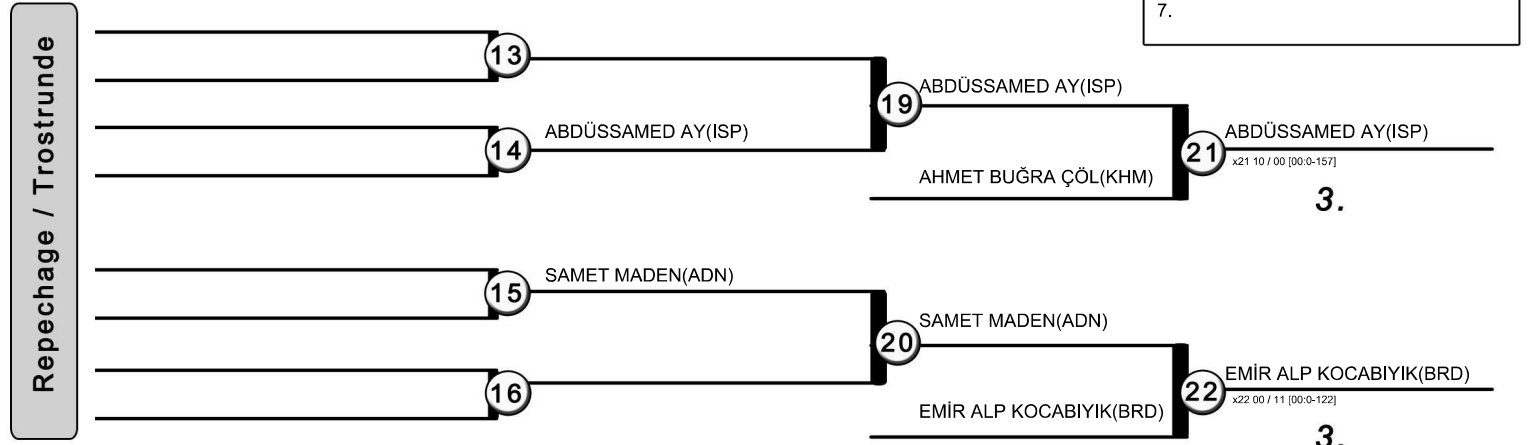 7.
Repechage / Trostrunde
13
14
ABDÜSSAMED AY(ISP)
19
ABDÜSSAMED AY(ISP)
AHMET BUĞRA ÇÖL(KHM)
21
ABDÜSSAMED AY(ISP)
x21 10 / 00 [00:0-157]
3.
15
SAMET MADEN(ADN)
16
20
SAMET MADEN(ADN)
EMİR ALP KOCABIYIK(BRD)
22
EMİR ALP KOCABIYIK(BRD)
x22 00 / 11 [00:0-122]
3.